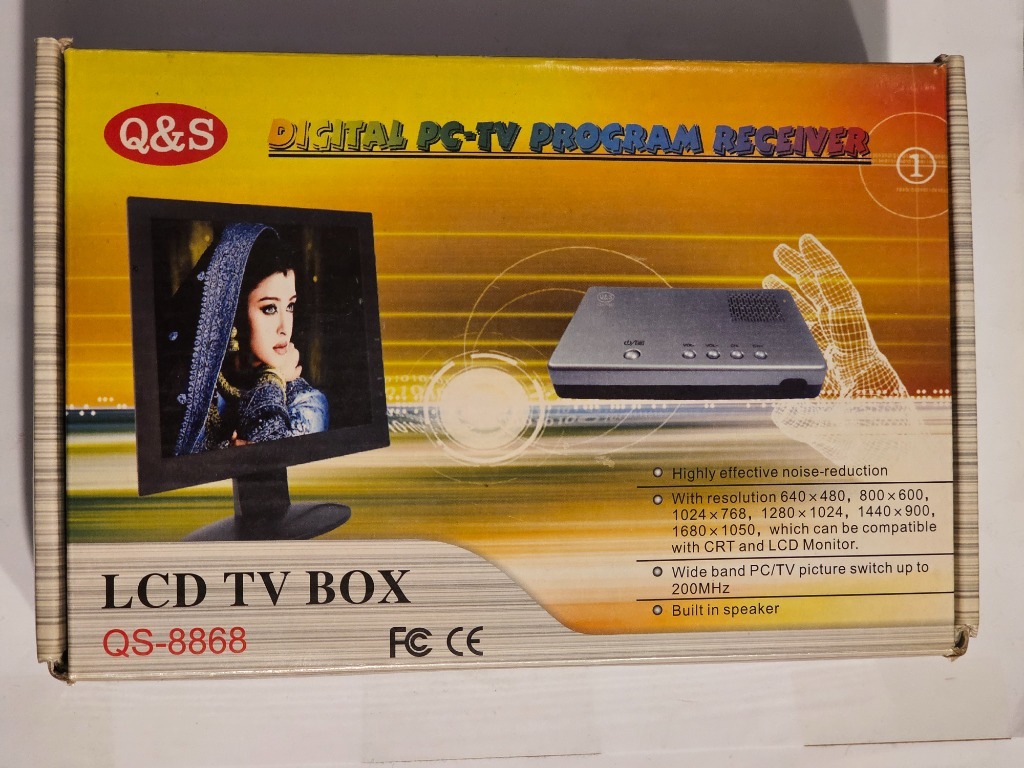 Q&S
DIGITAL PC-TV PROGRAM RECEIVER
1
Q&S
VOL-
VOL+
Highly effective noise-reduction
With resolution 640×480, 800×600,
1024×768, 1280×1024, 1440×900,
1680×1050, which can be compatible
with CRT and LCD Monitor.
Wide band PC/TV picture switch up to
200MHz
Built in speaker
LCD TV BOX
QS-8868
FC CE